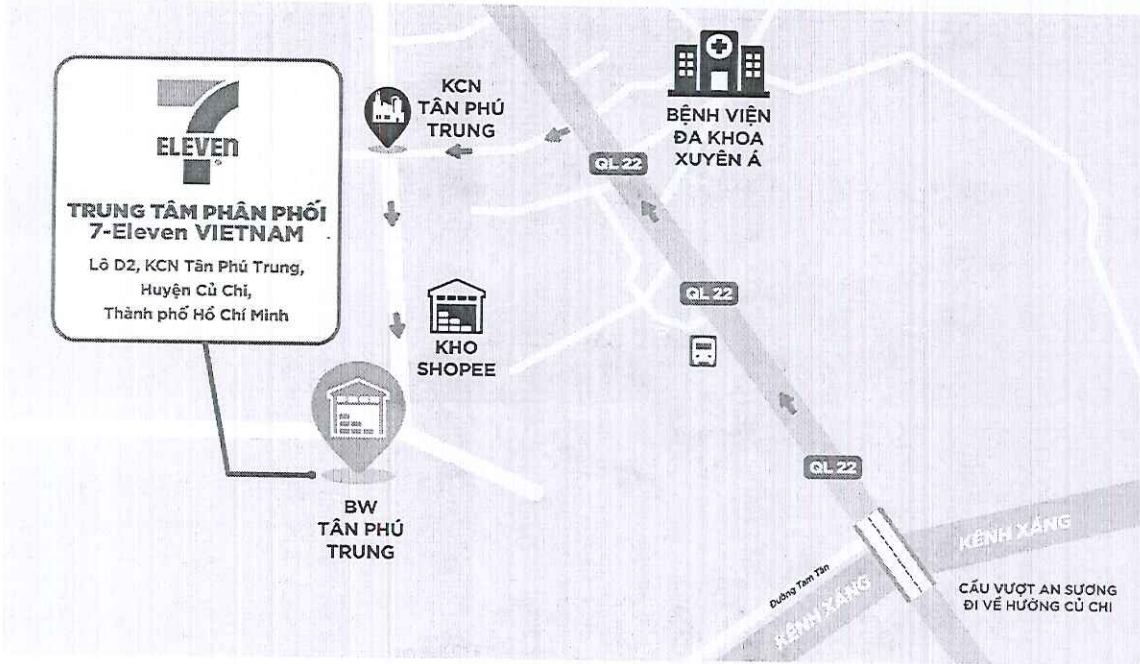 7
ELEVEn
®
TRUNG TÂM PHÂN PHỐI
7-Eleven VIETNAM
Lô D2, KCN Tân Phú Trung,
Huyện Củ Chi,
Thành phố Hồ Chí Minh
KCN
TÂN PHÚ
TRUNG
BỆNH VIỆN
ĐA KHOA
XUYÊN Á
QL 22
QL 22
KHO
SHOPEE
QL 22
BW
TÂN PHÚ
TRUNG
KÊNH XÁNG
Đường Tam Tân
KÊNH XÁNG
CẦU VƯỢT AN SƯƠNG
ĐI VỀ HƯỚNG CỦ CHI